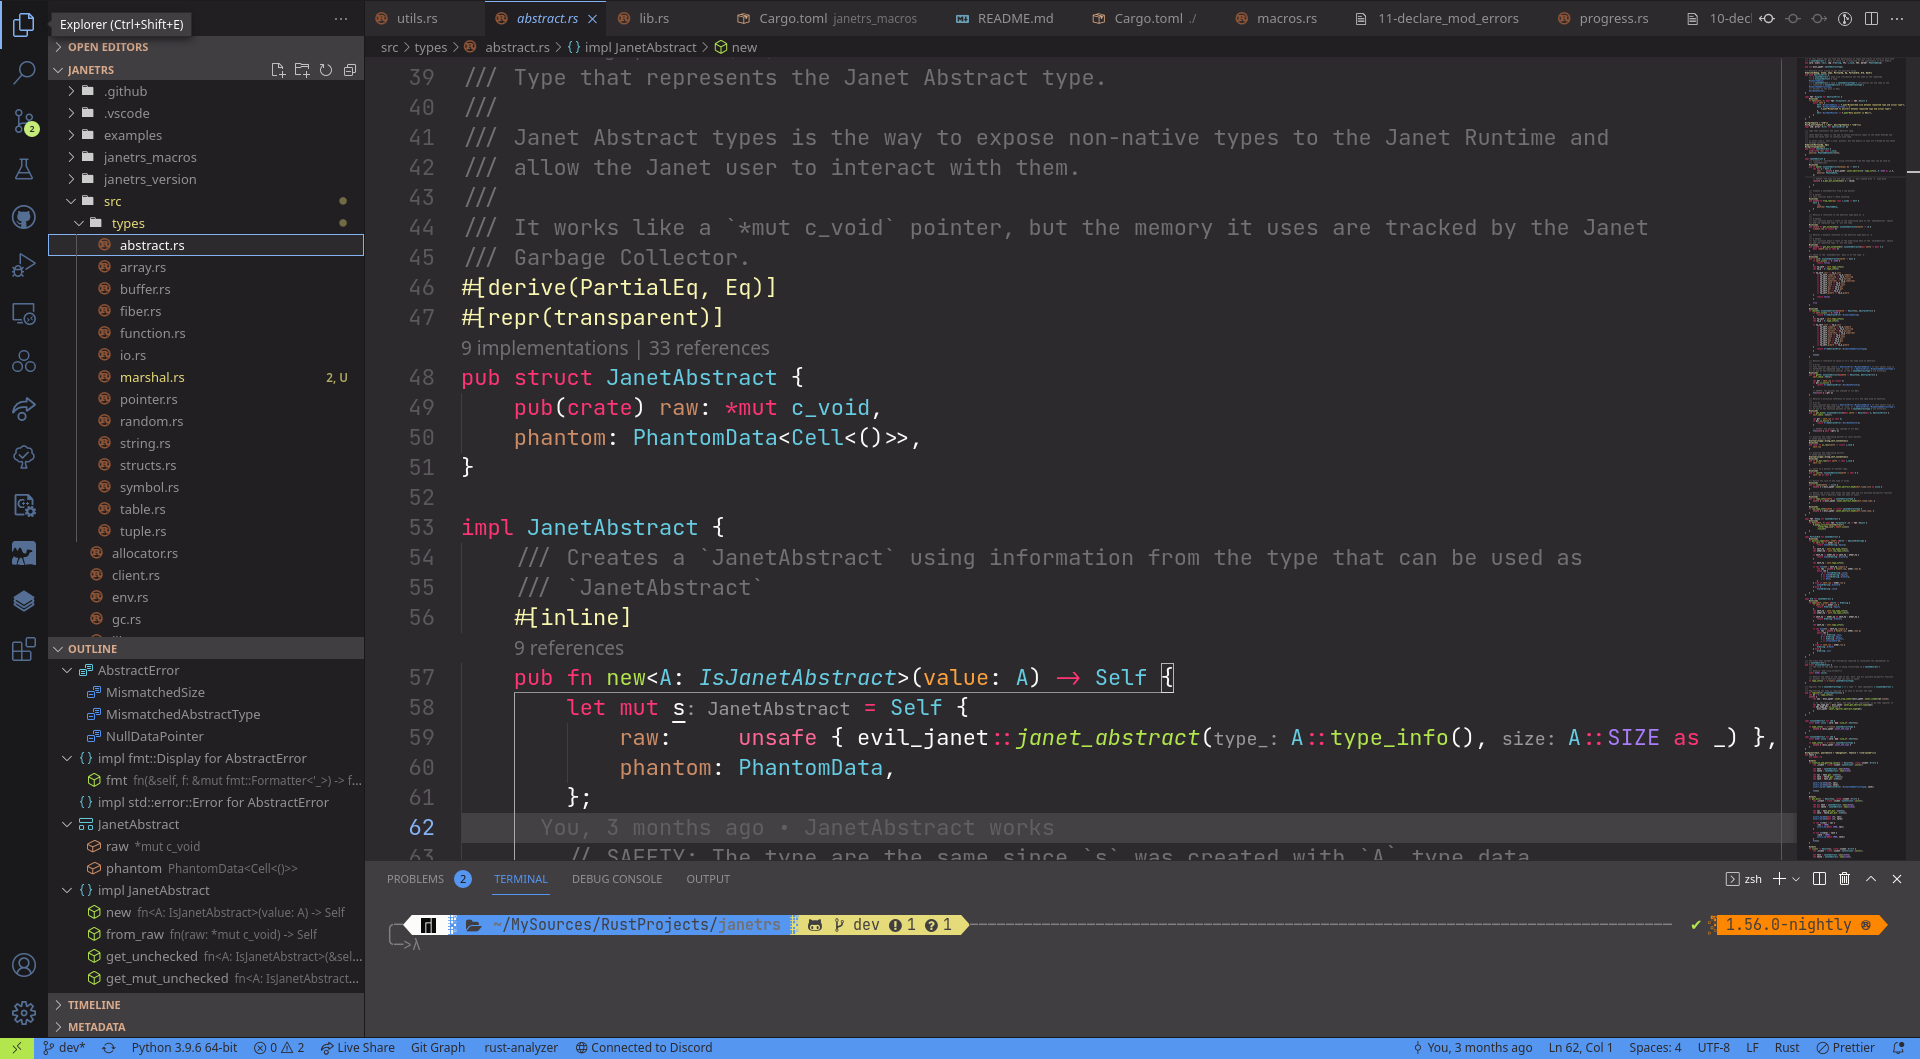 Explorer (Ctrl+Shift+E)
utils.rs
abstract.rs
lib.rs
Cargo.toml janetrs_macros
README.md
Cargo.toml ./
macros.rs
11-declare_mod_errors
progress.rs
10-decl
OPEN EDITORS
JANETRS
.github
.vscode
examples
janetrs_macros
janetrs_version
src
types
abstract.rs
array.rs
buffer.rs
fiber.rs
function.rs
io.rs
marshal.rs 2, U
pointer.rs
random.rs
string.rs
structs.rs
symbol.rs
table.rs
tuple.rs
allocator.rs
client.rs
env.rs
gc.rs
OUTLINE
AbstractError
MismatchedSize
MismatchedAbstractType
NullDataPointer
impl fmt::Display for AbstractError
fmt fn(&self, f: &mut fmt::Formatter<'_>) -> f...
impl std::error::Error for AbstractError
JanetAbstract
raw *mut c_void
phantom PhantomData<Cell<()>>
impl JanetAbstract
new fn<A: IsJanetAbstract>(value: A) -> Self
from_raw fn(raw: *mut c_void) -> Self
get_unchecked fn<A: IsJanetAbstract>(&sel...
get_mut_unchecked fn<A: IsJanetAbstract...
TIMELINE
METADATA
src > types > abstract.rs > {} impl JanetAbstract > new
39 /// Type that represents the Janet Abstract type.
40 ///
41 /// Janet Abstract types is the way to expose non-native types to the Janet Runtime and
42 /// allow the Janet user to interact with them.
43 ///
44 /// It works like a `*mut c_void` pointer, but the memory it uses are tracked by the Janet
45 /// Garbage Collector.
46 #[derive(PartialEq, Eq)]
47 #[repr(transparent)]
9 implementations | 33 references
48 pub struct JanetAbstract {
49 pub(crate) raw: *mut c_void,
50 phantom: PhantomData<Cell<()>>,
51 }
52
53 impl JanetAbstract {
54 /// Creates a `JanetAbstract` using information from the type that can be used as
55 /// `JanetAbstract`
56 #[inline]
9 references
57 pub fn new<A: IsJanetAbstract>(value: A) -> Self {
58 let mut s: JanetAbstract = Self {
59 raw: unsafe { evil_janet::janet_abstract(type_: A::type_info(), size: A::SIZE as _) },
60 phantom: PhantomData,
61 };
62 You, 3 months ago • JanetAbstract works
63 // SAFETY: The type are the same since `s` was created with `A` type data
PROBLEMS 2 TERMINAL DEBUG CONSOLE OUTPUT
zsh
~/MySources/RustProjects/janetrs dev 1 1 ✔ 1.56.0-nightly
>λ
dev* Python 3.9.6 64-bit 0 2 Live Share Git Graph rust-analyzer Connected to Discord You, 3 months ago Ln 62, Col 1 Spaces: 4 UTF-8 LF Rust Prettier
2